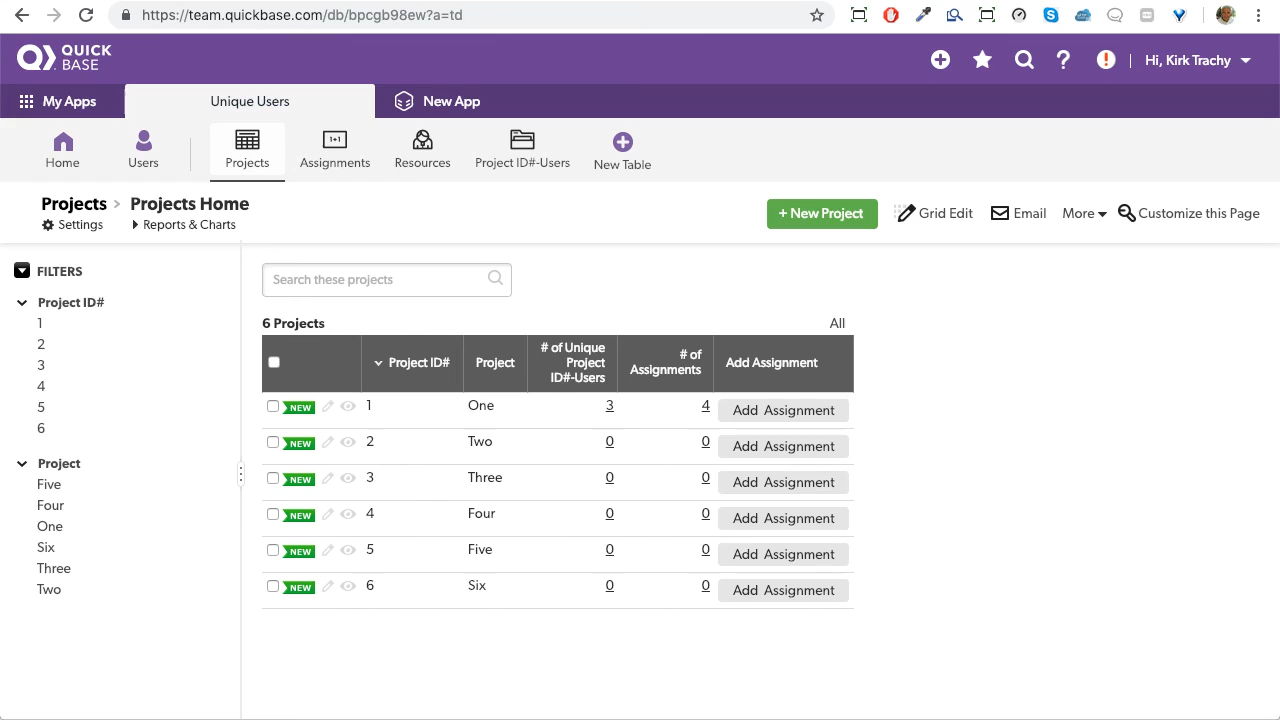 https://team.quickbase.com/db/bpcgb98ew?a=td
QUICK
BASE
Hi, Kirk Trachy
My Apps
Unique Users
New App
Home
Users
Projects
1+1
Assignments
Resources
Project ID#-Users
New Table
Projects > Projects Home
Settings
Reports & Charts
+ New Project
Grid Edit
Email
More
Customize this Page
FILTERS
Project ID#
1
2
3
4
5
6
Project
Five
Four
One
Six
Three
Two
Search these projects
6 Projects
All
Project ID#
Project
# of Unique
Project
ID#-Users
# of
Assignments
Add Assignment
NEW 1 One 3 4 Add Assignment
NEW 2 Two 0 0 Add Assignment
NEW 3 Three 0 0 Add Assignment
NEW 4 Four 0 0 Add Assignment
NEW 5 Five 0 0 Add Assignment
NEW 6 Six 0 0 Add Assignment